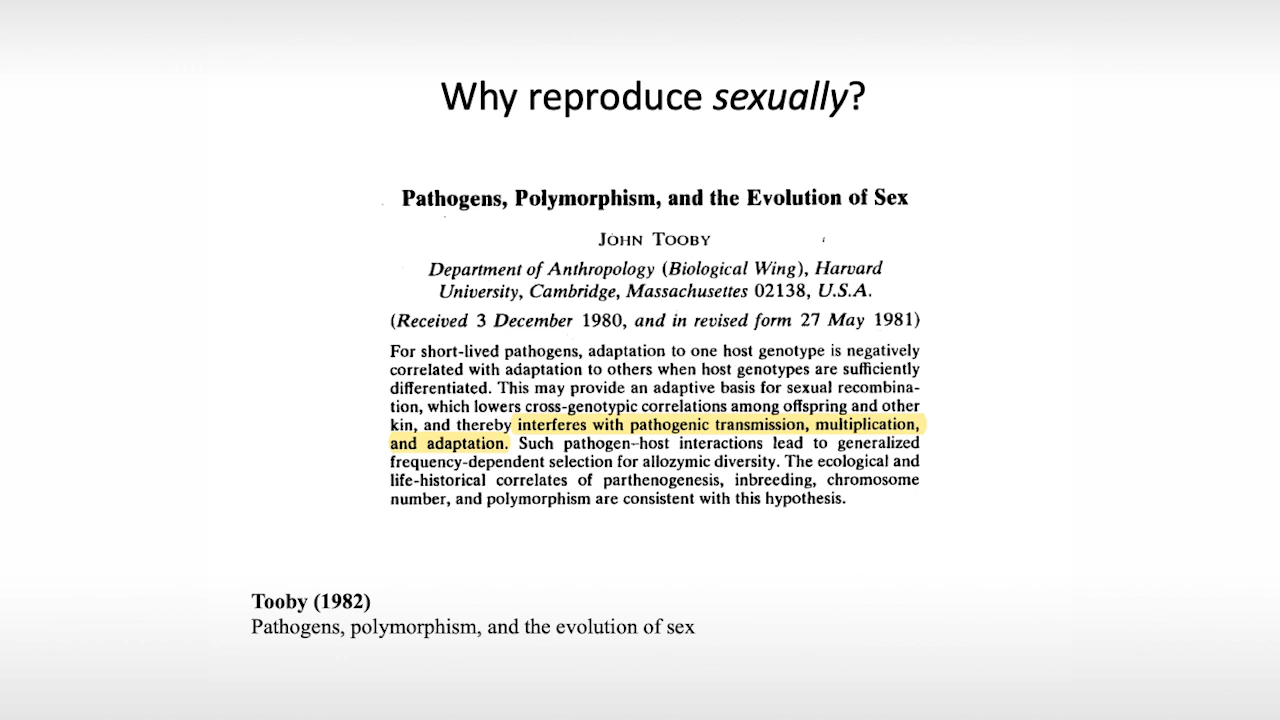 Why reproduce sexually?
Pathogens, Polymorphism, and the Evolution of Sex
JOHN TOOBY
Department of Anthropology (Biological Wing), Harvard
University, Cambridge, Massachusetts 02138, U.S.A.
(Received 3 December 1980, and in revised form 27 May 1981)
For short-lived pathogens, adaptation to one host genotype is negatively
correlated with adaptation to others when host genotypes are sufficiently
differentiated. This may provide an adaptive basis for sexual recombina-
tion, which lowers cross-genotypic correlations among offspring and other
kin, and thereby interferes with pathogenic transmission, multiplication,
and adaptation. Such pathogen-host interactions lead to generalized
frequency-dependent selection for allozymic diversity. The ecological and
life-historical correlates of parthenogenesis, inbreeding, chromosome
number, and polymorphism are consistent with this hypothesis.
Tooby (1982)
Pathogens, polymorphism, and the evolution of sex